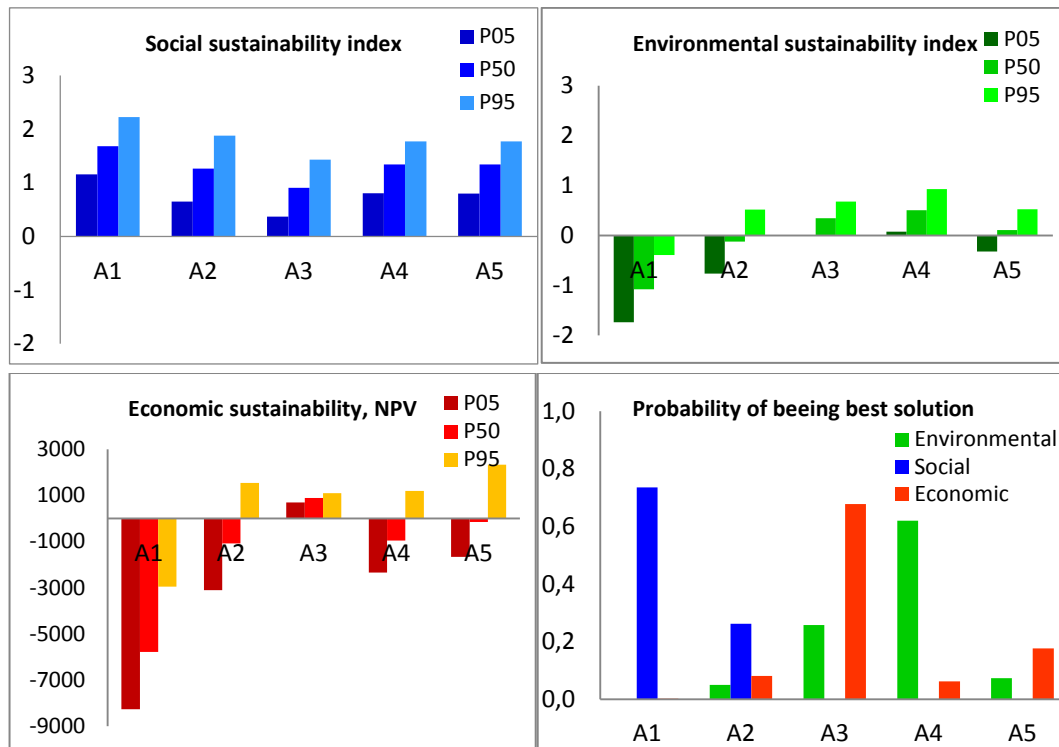 Social sustainability index
P05
P50
P95
3
2
1
0
-1
-2
A1 A2 A3 A4 A5
Environmental sustainability index
P05
P50
P95
3
2
1
0
-1
-2
A1 A2 A3 A4 A5
Economic sustainability, NPV
P05
P50
P95
3000
1000
-1000
-3000
-5000
-7000
-9000
A1 A2 A3 A4 A5
Probability of beeing best solution
Environmental
Social
Economic
1,0
0,8
0,6
0,4
0,2
0,0
A1 A2 A3 A4 A5